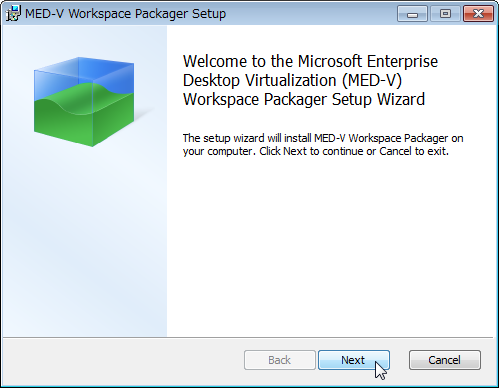 MED-V Workspace Packager Setup
Welcome to the Microsoft Enterprise
Desktop Virtualization (MED-V)
Workspace Packager Setup Wizard
The setup wizard will install MED-V Workspace Packager on
your computer. Click Next to continue or Cancel to exit.
Back
Next
Cancel